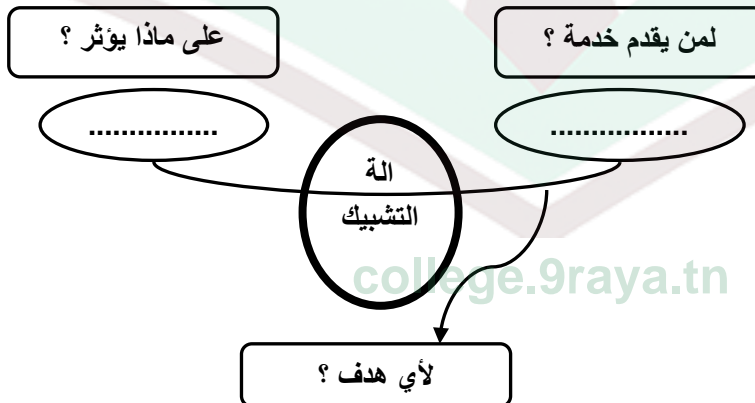 لمن يقدم خدمة ؟
على ماذا يؤثر ؟
.................
................
الة
التشبيك
college.9raya.tn
لأي هدف ؟